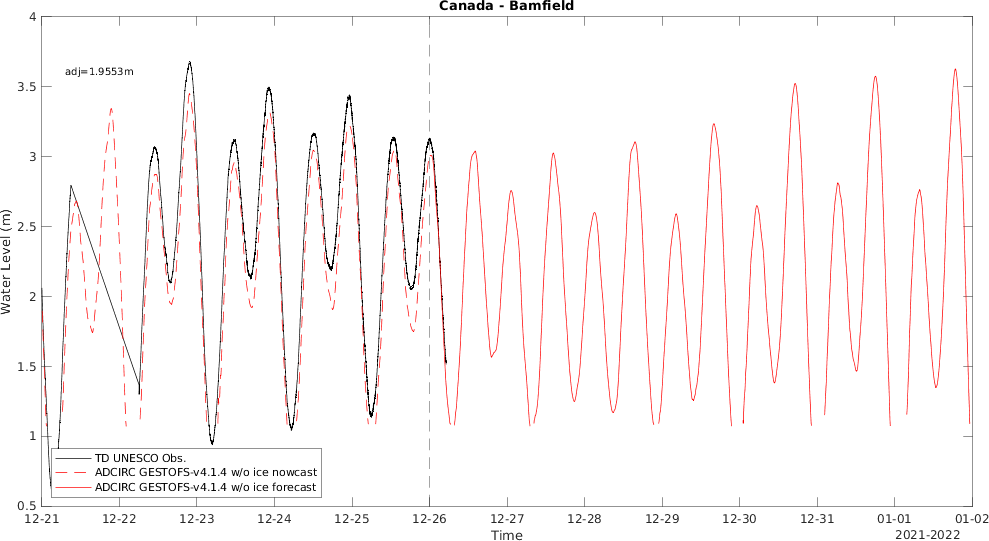 Canada - Bamfield
4
adj=1.9553m
3.5
3
2.5
Water Level (m)
2
1.5
1
TD UNESCO Obs.
ADCIRC GESTOFS-v4.1.4 w/o ice nowcast
ADCIRC GESTOFS-v4.1.4 w/o ice forecast
0.5
12-21 12-22 12-23 12-24 12-25 12-26 12-27 12-28 12-29 12-30 12-31 01-01 01-02
Time
2021-2022